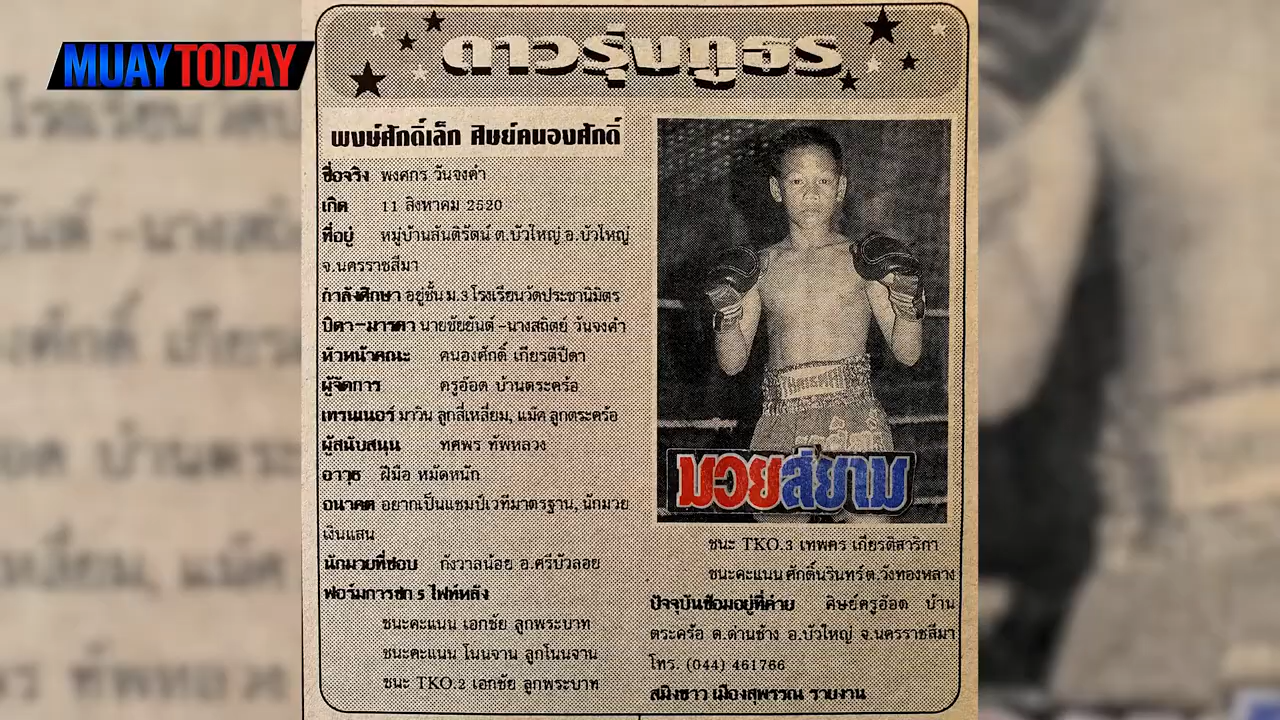 MUAYTODAY
ดาวรุ่งภูธร
พงษ์ศักดิ์เล็ก ศิษย์คนองศักดิ์
ชื่อจริง พงศกร วันจงคำ
เกิด 11 สิงหาคม 2520
ที่อยู่ หมู่บ้านสันติรัตน์ ต.บัวใหญ่ อ.บัวใหญ่
จ.นครราชสีมา
กำลังศึกษา อยู่ชั้น ม.3 โรงเรียนวัดประชานิมิตร
บิดา-มารดา นายชัยยันต์ -นางสถิตย์ วันจงคำ
หัวหน้าคณะ คนองศักดิ์ เกียรติปีดา
ผู้จัดการ ครูอ๊อด บ้านตระคร้อ
เทรนเนอร์ มาวิน ลูกสี่เหลี่ยม, แม๊ค ลูกตระคร้อ
ผู้สนับสนุน ทศพร ทัพหลวง
อาวุธ ฝีมือ หมัดหนัก
อนาคต อยากเป็นแชมป์เวทีมาตรฐาน, นักมวย
เงินแสน
นักมวยที่ชอบ กังวาลน้อย อ.ศรีบัวลอย
ฟอร์มการชก 5 ไฟท์หลัง
ชนะคะแนน เอกชัย ลูกพระบาท
ชนะคะแนน โนนจาน ลูกโนนจาน
ชนะ TKO.2 เอกชัย ลูกพระบาท
มวยสยาม
ชนะ TKO.3 เทพคร เกียรติสาริกา
ชนะคะแนน ศักดิ์นรินทร์ ต.วังทองหลาง
ปัจจุบันซ้อมอยู่ที่ค่าย ศิษย์ครูอ๊อด บ้าน
ตระคร้อ ต.ด่านช้าง อ.บัวใหญ่ จ.นครราชสีมา
โทร. (044) 461766
สมิงขาว เมืองสุพรรณ รายงาน